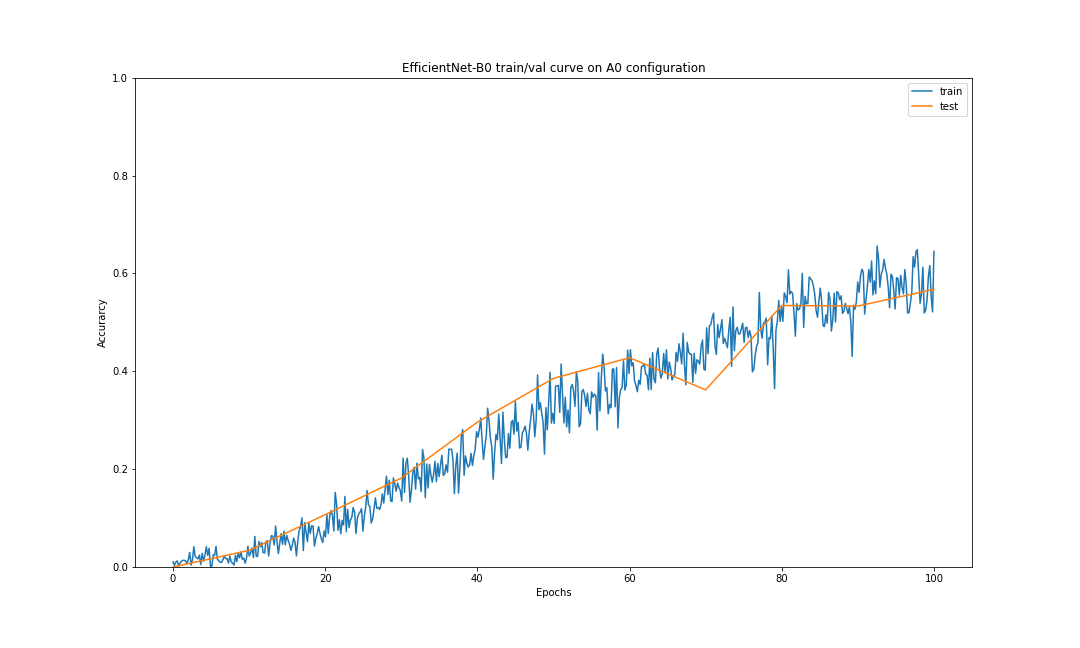 EfficientNet-B0 train/val curve on A0 configuration
train
test
1.0
0.8
0.6
0.4
0.2
0.0
Accurarcy
0 20 40 60 80 100
Epochs